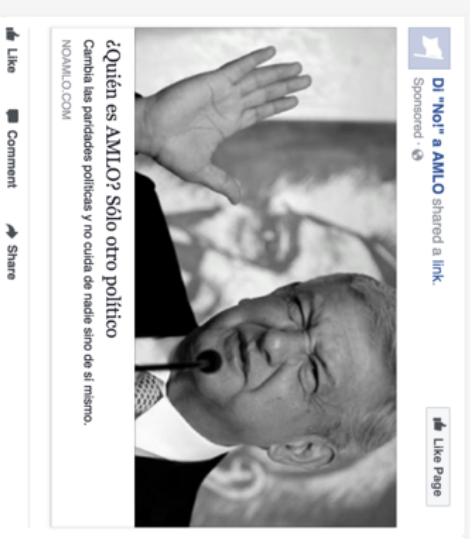 Di "No!" a AMLO shared a link.
Sponsored ·
Like Page
¿Quién es AMLO? Sólo otro político
Cambia las paridades políticas y no cuida de nadie sino de sí mismo.
NOAMLO.COM
Like Comment Share